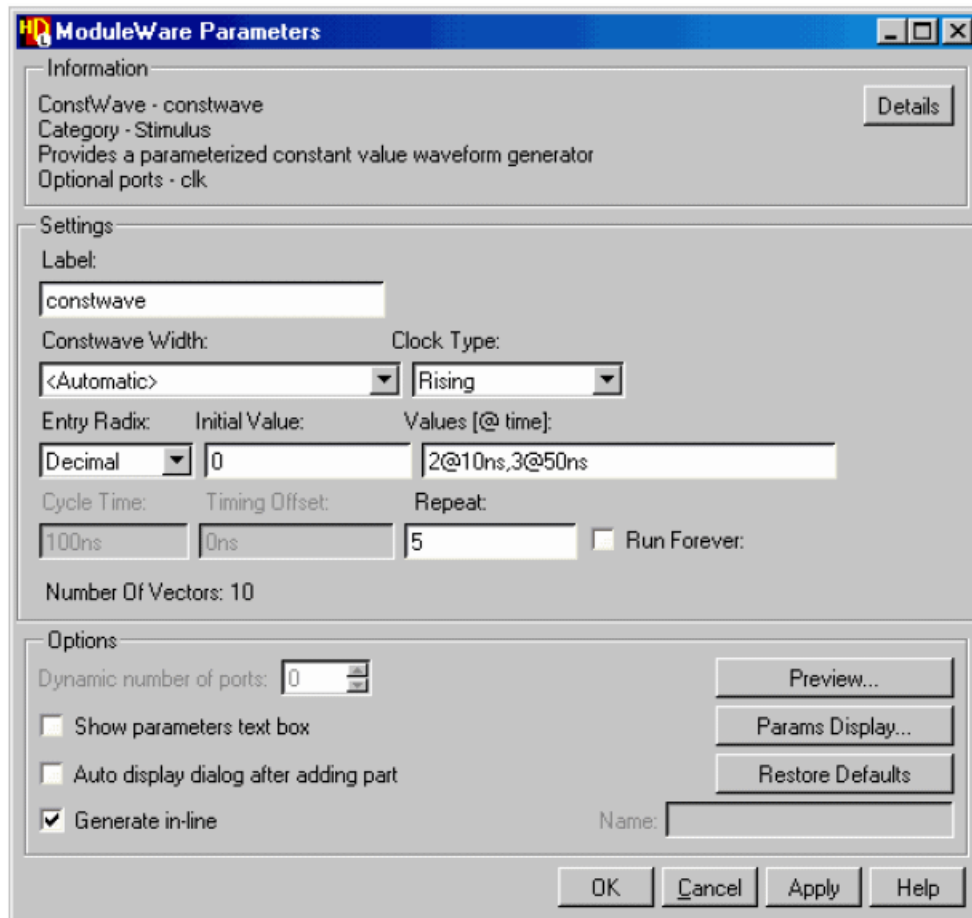 HDL ModuleWare Parameters
Information
ConstWave - constwave
Details
Category - Stimulus
Provides a parameterized constant value waveform generator
Optional ports - clk
Settings
Label:
constwave
Constwave Width: Clock Type:
<Automatic> Rising
Entry Radix: Initial Value: Values [@ time]:
Decimal 0 2@10ns,3@50ns
Cycle Time: Timing Offset: Repeat:
100ns 0ns 5 Run Forever:
Number Of Vectors: 10
Options
Dynamic number of ports: 0 Preview...
Show parameters text box Params Display...
Auto display dialog after adding part Restore Defaults
Generate in-line Name:
OK Cancel Apply Help